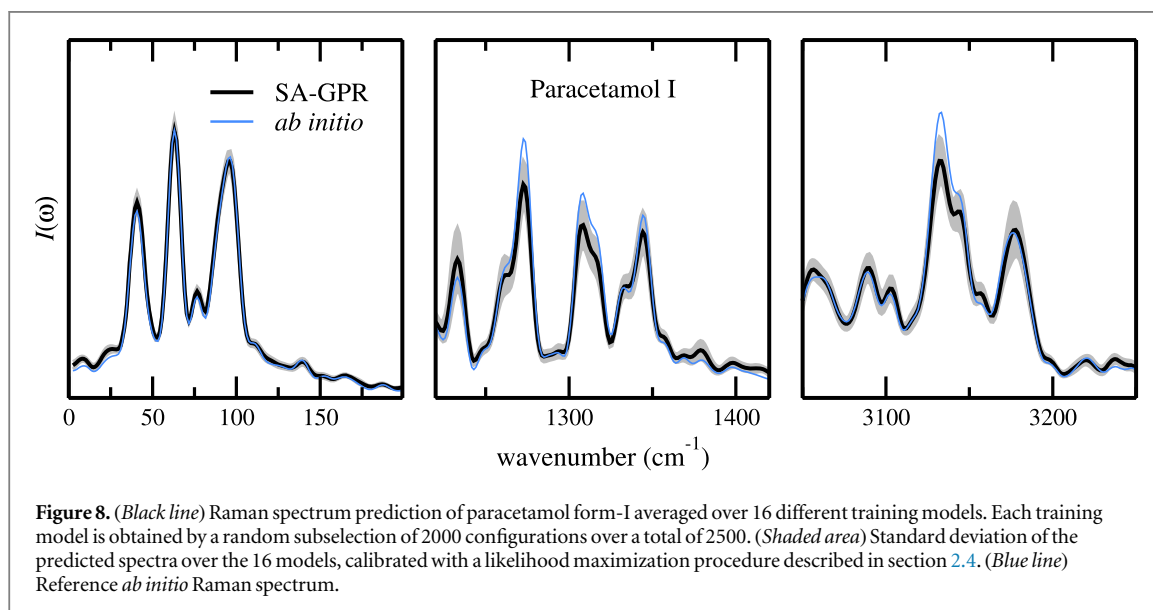 SA-GPR
ab initio
Paracetamol I
I(ω)
0 50 100 150 1300 1400 3100 3200
wavenumber (cm⁻¹)
Figure 8. (Black line) Raman spectrum prediction of paracetamol form-I averaged over 16 different training models. Each training
model is obtained by a random subselection of 2000 configurations over a total of 2500. (Shaded area) Standard deviation of the
predicted spectra over the 16 models, calibrated with a likelihood maximization procedure described in section 2.4. (Blue line)
Reference ab initio Raman spectrum.